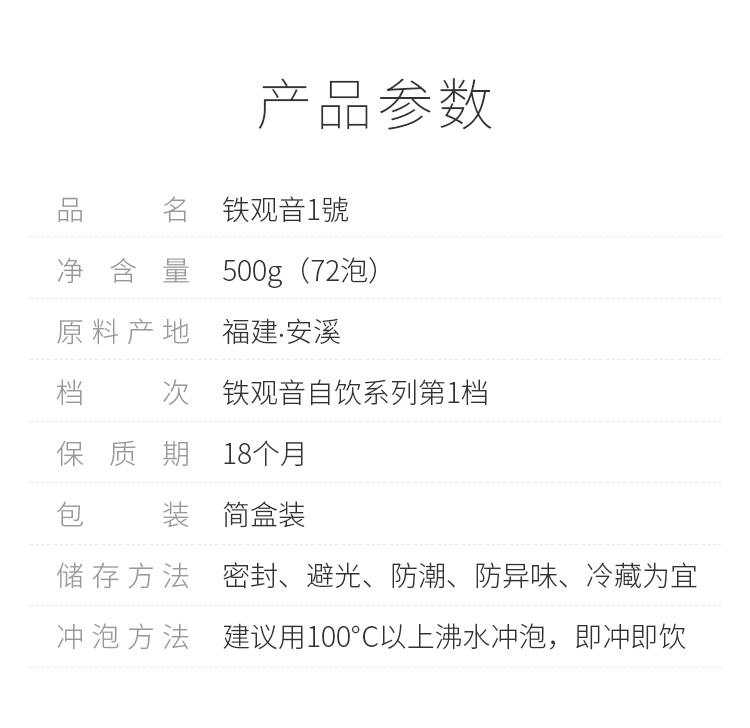 产品参数
品名 铁观音1號
净含量 500g（72泡）
原料产地 福建·安溪
档次 铁观音自饮系列第1档
保质期 18个月
包装 简盒装
储存方法 密封、避光、防潮、防异味、冷藏为宜
冲泡方法 建议用100°C以上沸水冲泡，即冲即饮